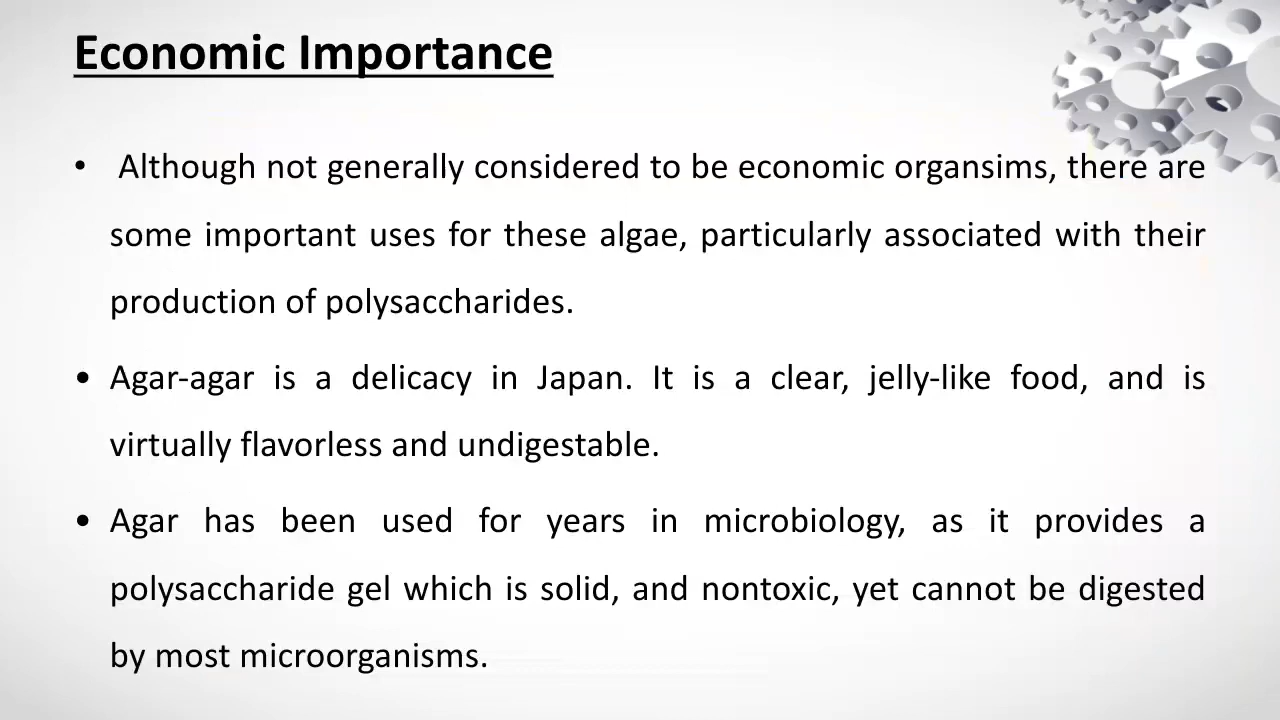 Economic Importance
• Although not generally considered to be economic organsims, there are
some important uses for these algae, particularly associated with their
production of polysaccharides.
• Agar-agar is a delicacy in Japan. It is a clear, jelly-like food, and is
virtually flavorless and undigestable.
• Agar has been used for years in microbiology, as it provides a
polysaccharide gel which is solid, and nontoxic, yet cannot be digested
by most microorganisms.